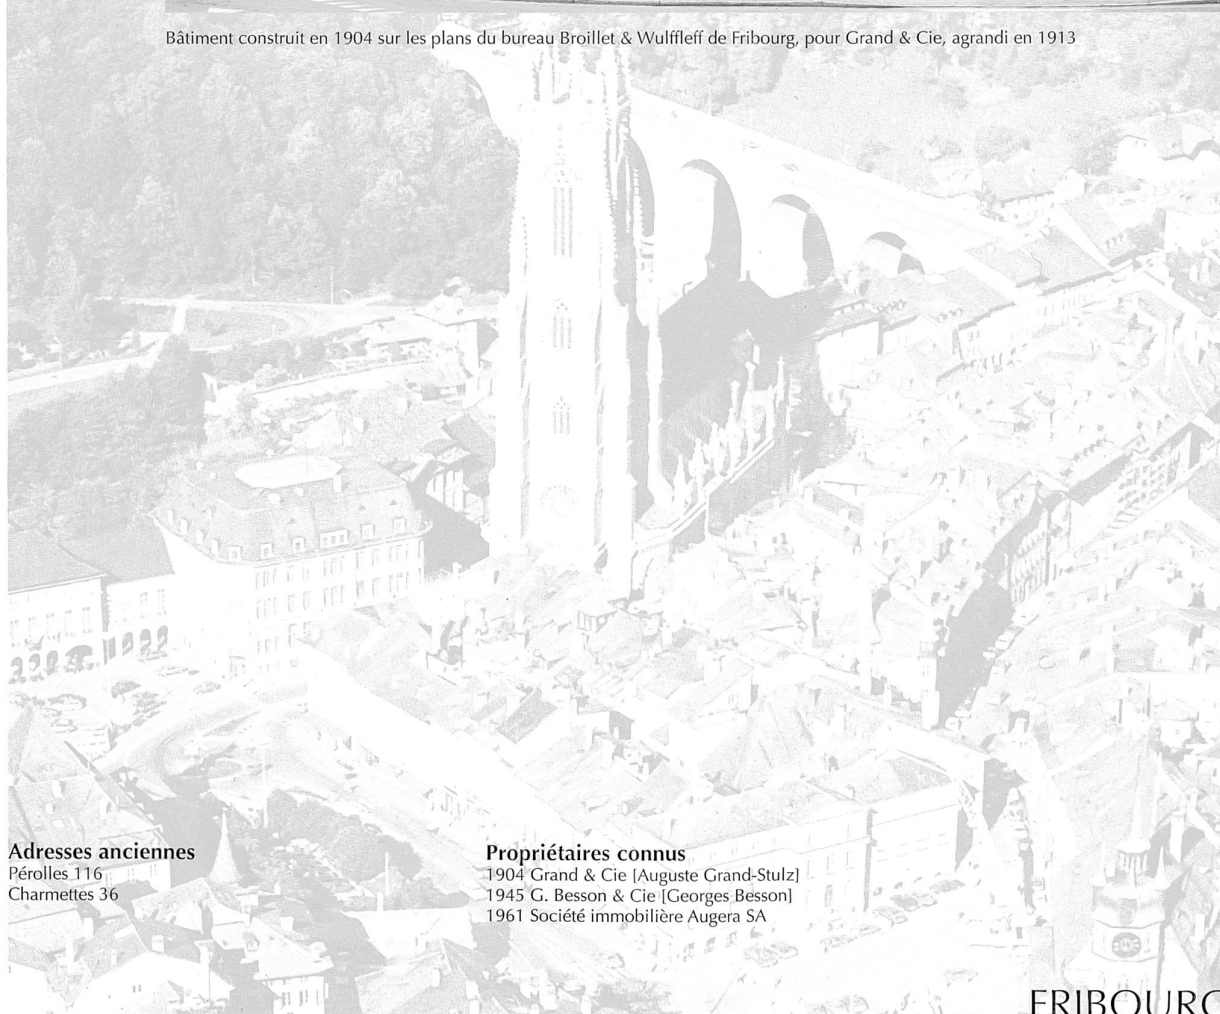 Bâtiment construit en 1904 sur les plans du bureau Broillet & Wulffleff de Fribourg, pour Grand & Cie, agrandi en 1913
Adresses anciennes
Pérolles 116
Charmettes 36
Propriétaires connus
1904 Grand & Cie [Auguste Grand-Stulz]
1945 G. Besson & Cie [Georges Besson]
1961 Société immobilière Augera SA
FRIBOURG